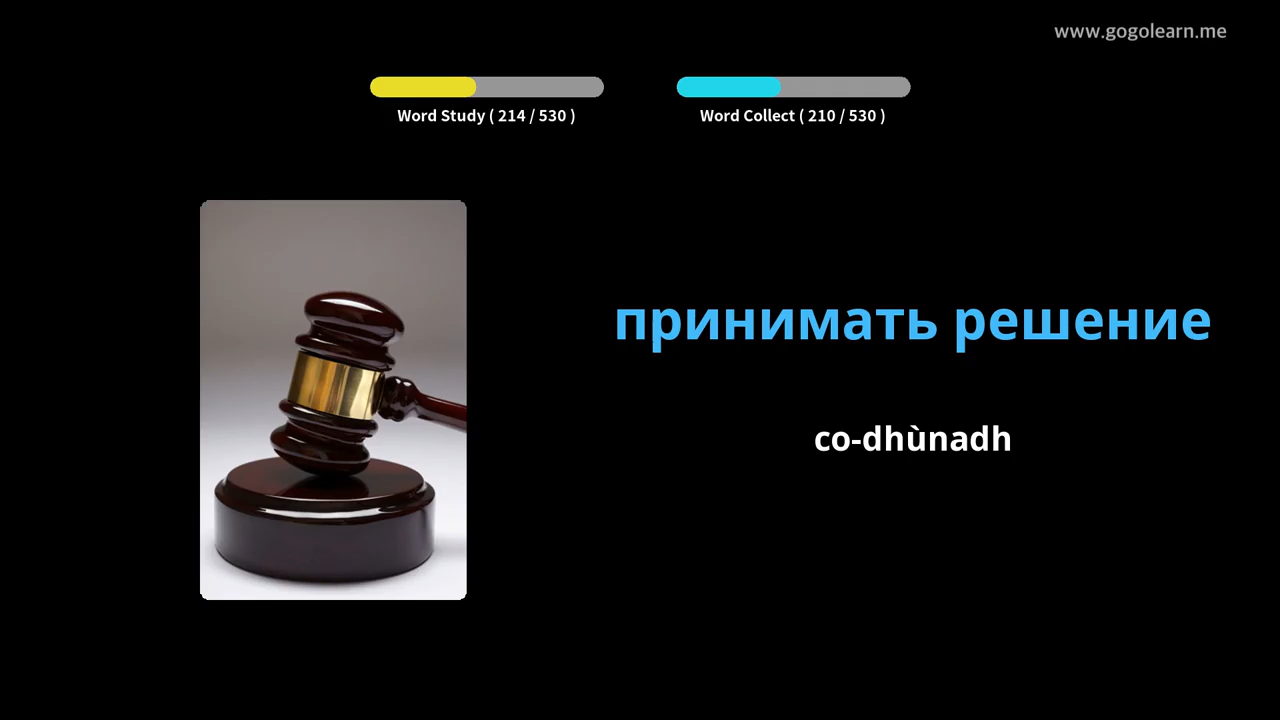 www.gogolearn.me
Word Study ( 214 / 530 )
Word Collect ( 210 / 530 )
принимать решение
co-dhùnadh